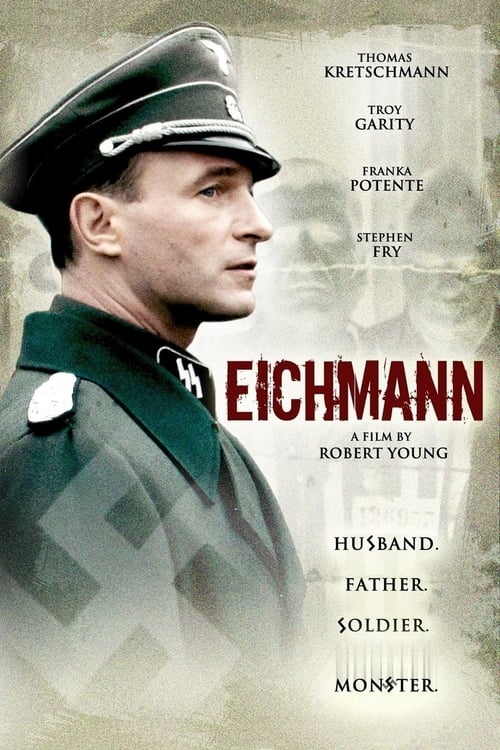 THOMAS
KRETSCHMANN
TROY
GARITY
FRANKA
POTENTE
STEPHEN
FRY
EICHMANN
A FILM BY
ROBERT YOUNG
HUSBAND.
FATHER.
SOLDIER.
MONSTER.